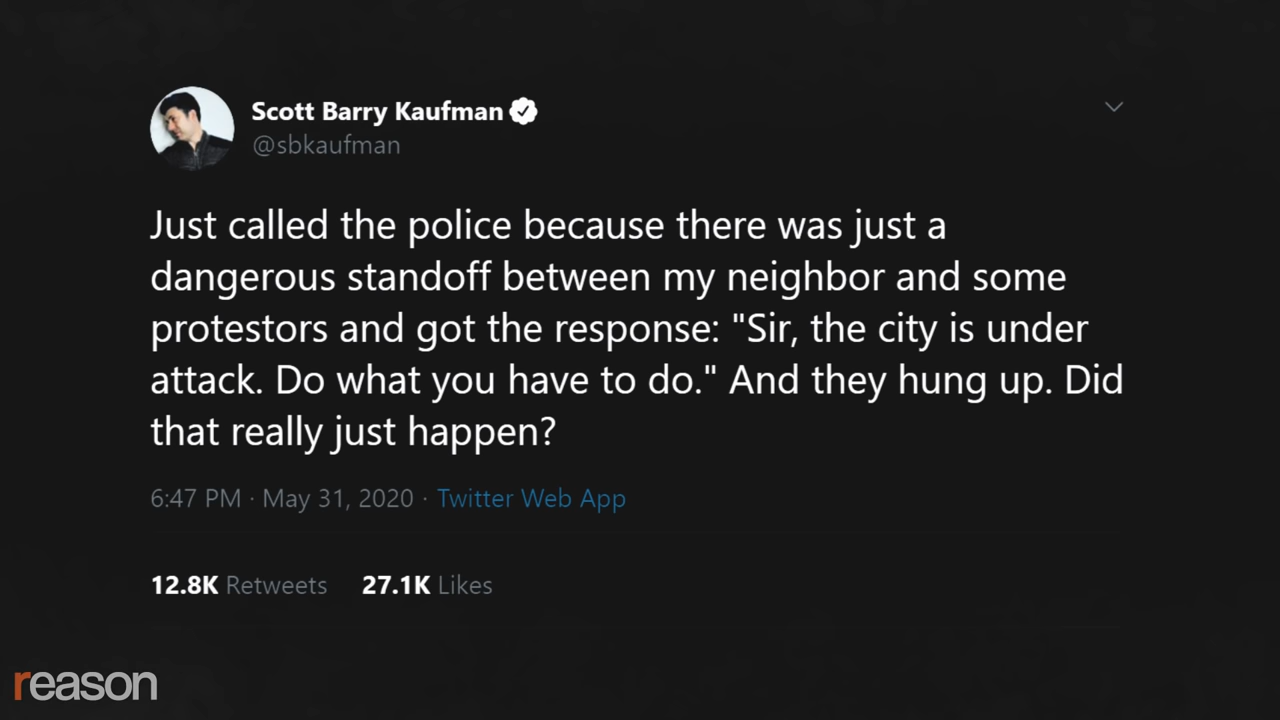 Scott Barry Kaufman
@sbkaufman
Just called the police because there was just a
dangerous standoff between my neighbor and some
protestors and got the response: "Sir, the city is under
attack. Do what you have to do." And they hung up. Did
that really just happen?
6:47 PM · May 31, 2020 · Twitter Web App
12.8K Retweets 27.1K Likes
reason